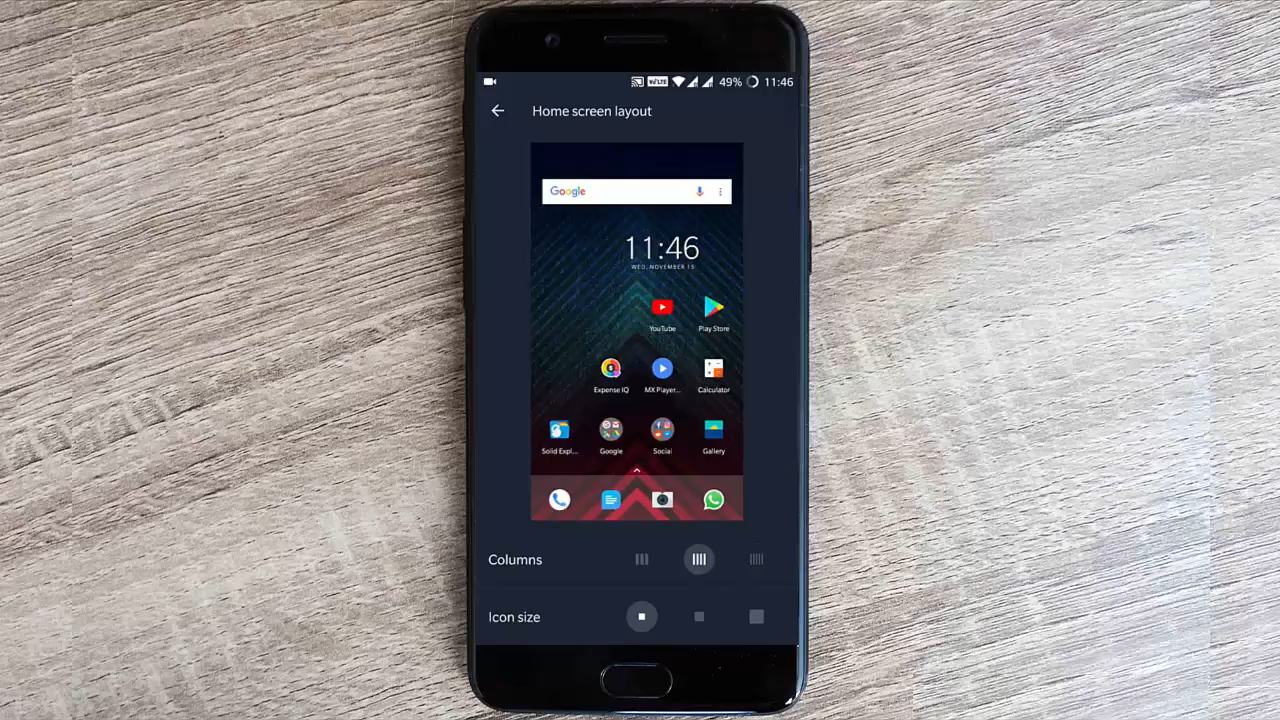 VoLTE 49% 11:46
Home screen layout
Google
11:46
WED, NOVEMBER 15
YouTube Play Store
Expense IQ MX Player... Calculator
Solid Expl... Google Social Gallery
Columns
Icon size